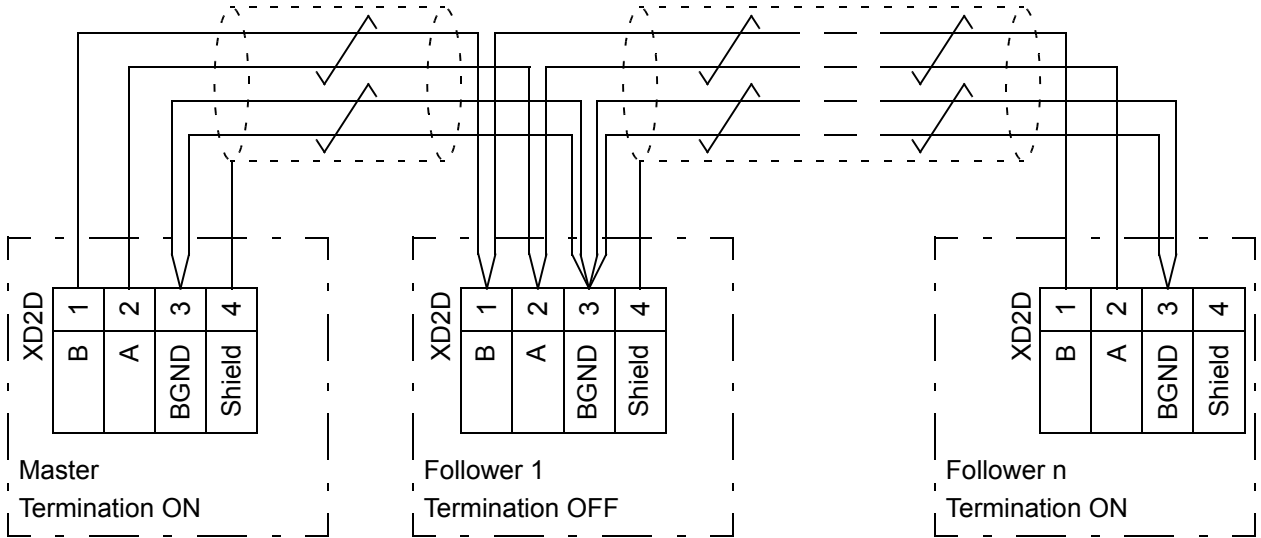 XD2D
1 2 3 4
B A BGND Shield
Master
Termination ON
XD2D
1 2 3 4
B A BGND Shield
Follower 1
Termination OFF
XD2D
1 2 3 4
B A BGND Shield
Follower n
Termination ON